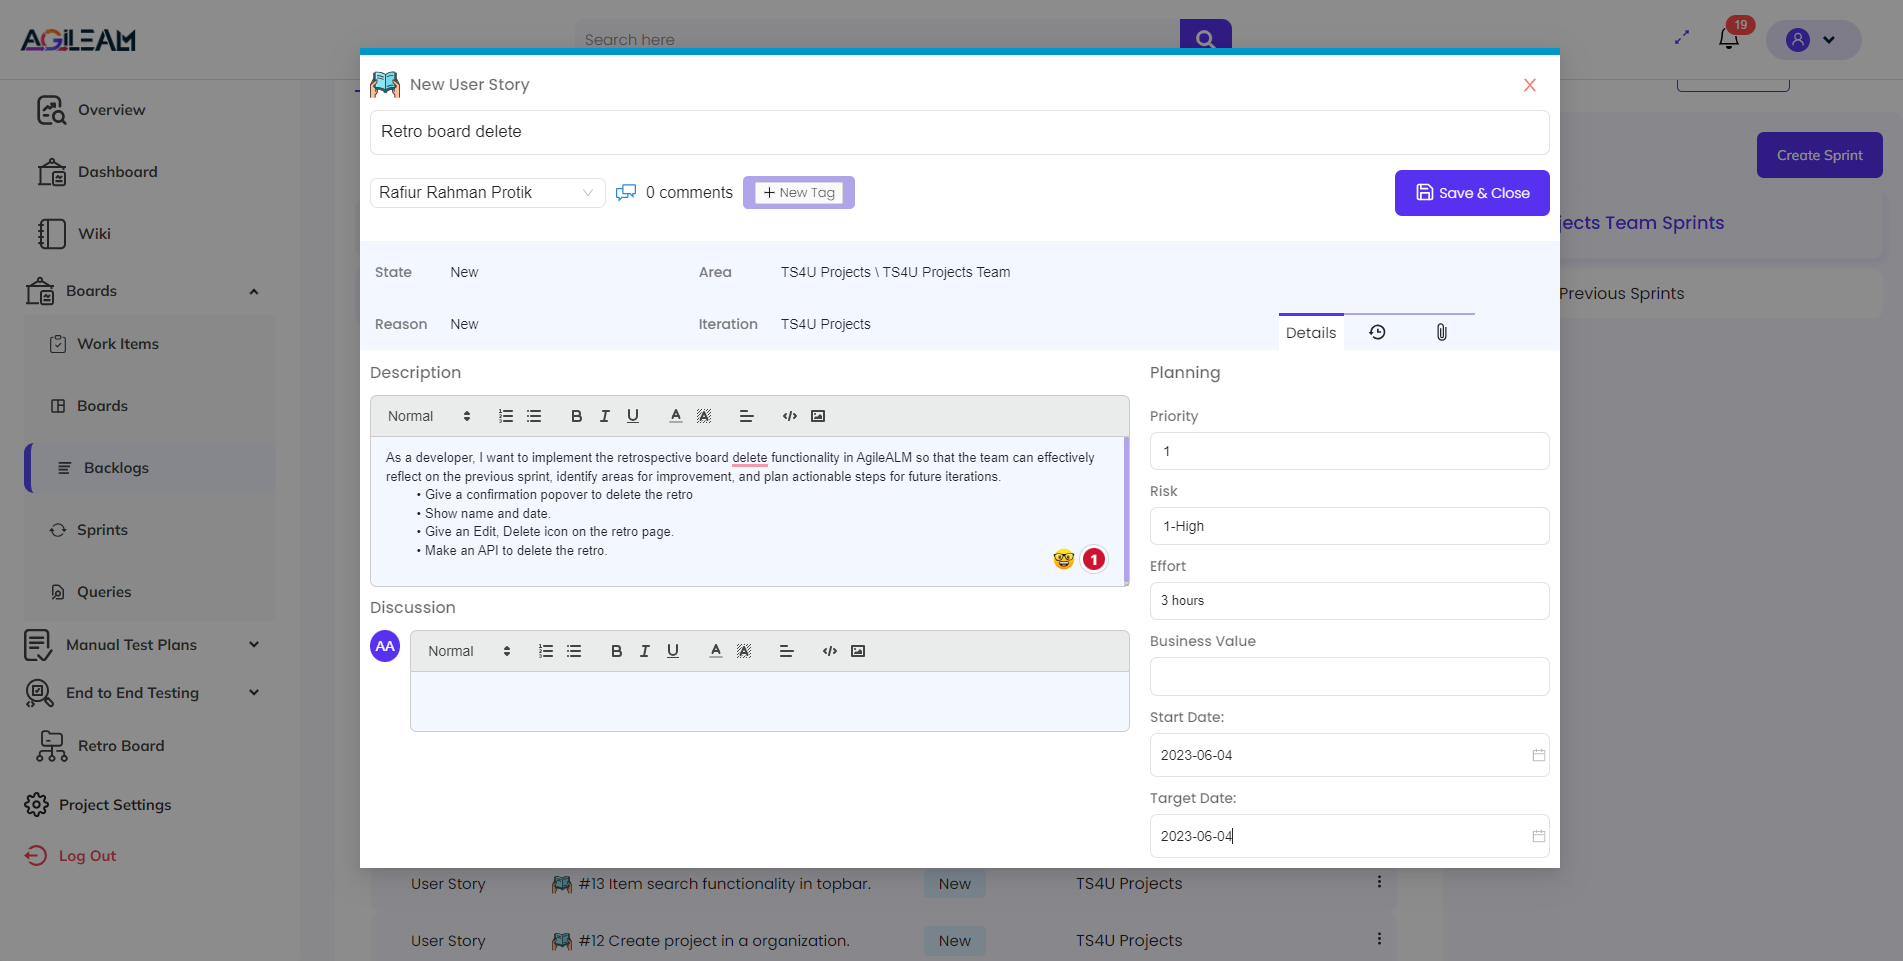 AGiLEAM
Search here
19
Overview
Dashboard
Wiki
Boards
Work Items
Boards
Backlogs
Sprints
Queries
Manual Test Plans
End to End Testing
Retro Board
Project Settings
Log Out
New User Story
Retro board delete
Rafiur Rahman Protik
0 comments
+ New Tag
Save & Close
State New
Area TS4U Projects \ TS4U Projects Team
Reason New
Iteration TS4U Projects
Details
Description
Normal
As a developer, I want to implement the retrospective board delete functionality in AgileALM so that the team can effectively
reflect on the previous sprint, identify areas for improvement, and plan actionable steps for future iterations.
• Give a confirmation popover to delete the retro
• Show name and date.
• Give an Edit, Delete icon on the retro page.
• Make an API to delete the retro.
1
Discussion
AA
Normal
Planning
Priority
1
Risk
1-High
Effort
3 hours
Business Value
Start Date:
2023-06-04
Target Date:
2023-06-04
Create Sprint
jects Team Sprints
Previous Sprints
User Story #13 Item search functionality in topbar. New TS4U Projects
User Story #12 Create project in a organization. New TS4U Projects